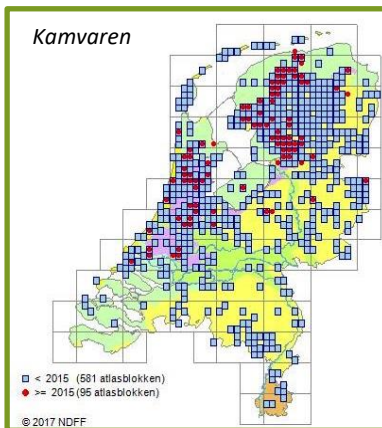 Kamvaren
< 2015 (581 atlasblokken)
>= 2015 (95 atlasblokken)
© 2017 NDFF